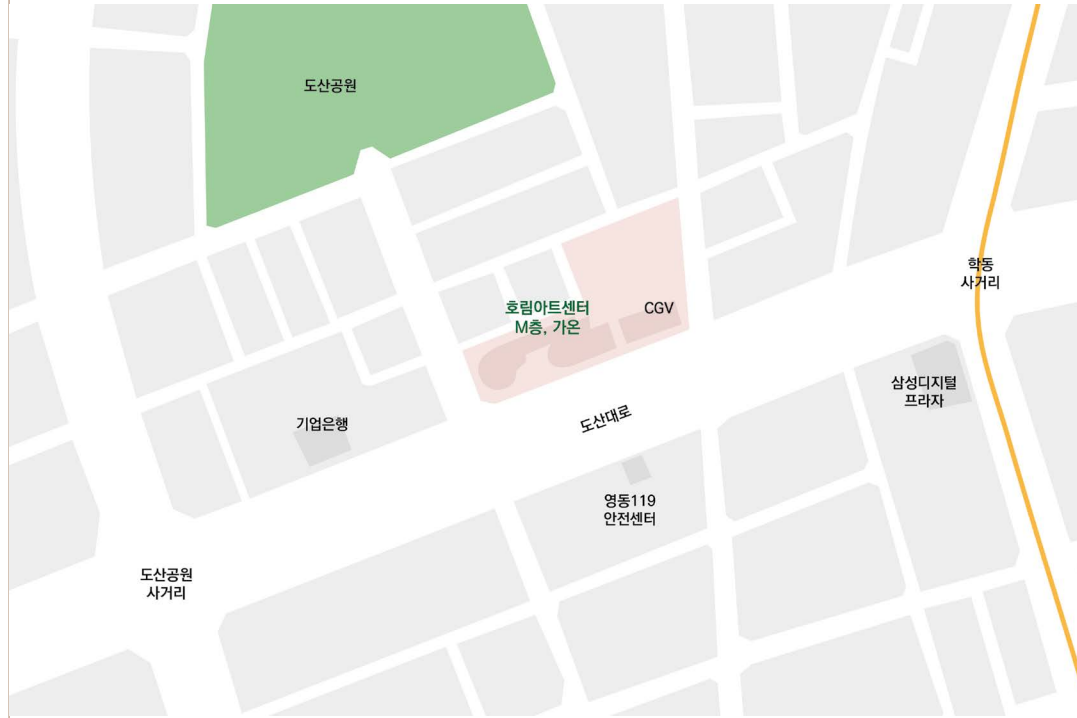 도산공원
학동
사거리
호림아트센터
M층, 가온
CGV
삼성디지털
프라자
도산대로
기업은행
영동119
안전센터
도산공원
사거리